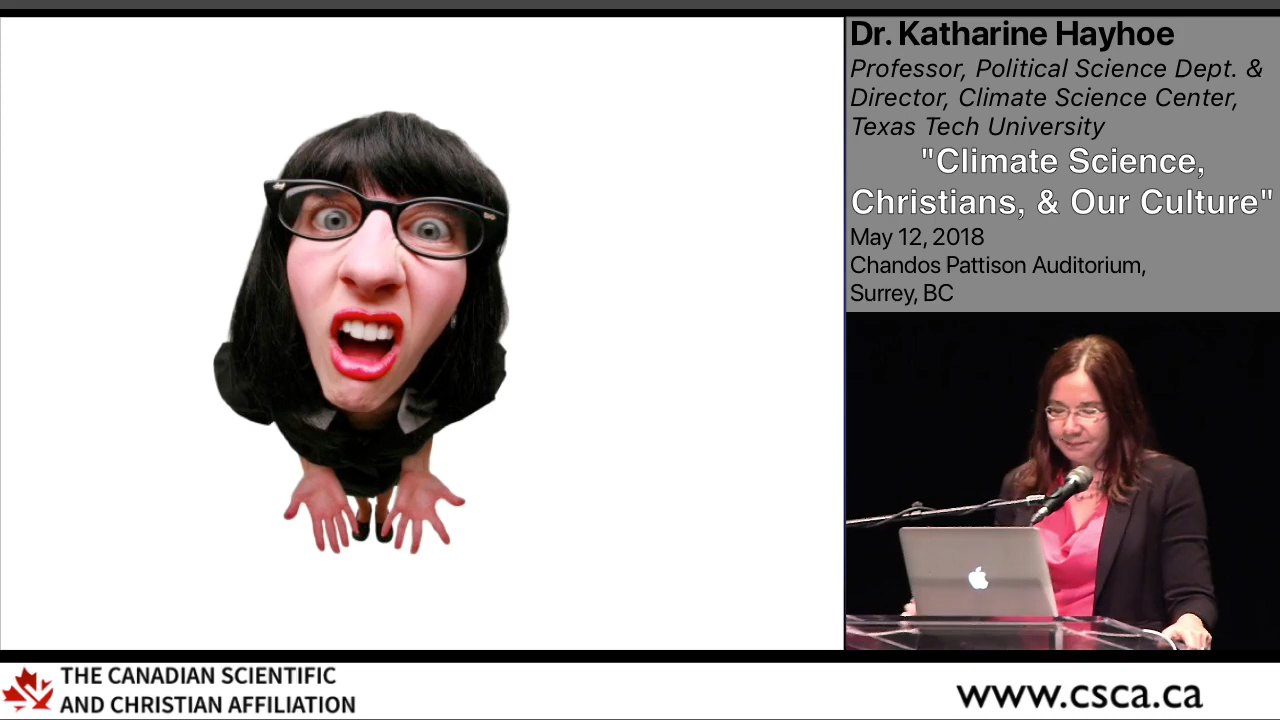 Dr. Katharine Hayhoe
Professor, Political Science Dept. &
Director, Climate Science Center,
Texas Tech University
"Climate Science,
Christians, & Our Culture"
May 12, 2018
Chandos Pattison Auditorium,
Surrey, BC
THE CANADIAN SCIENTIFIC
AND CHRISTIAN AFFILIATION
www.csca.ca